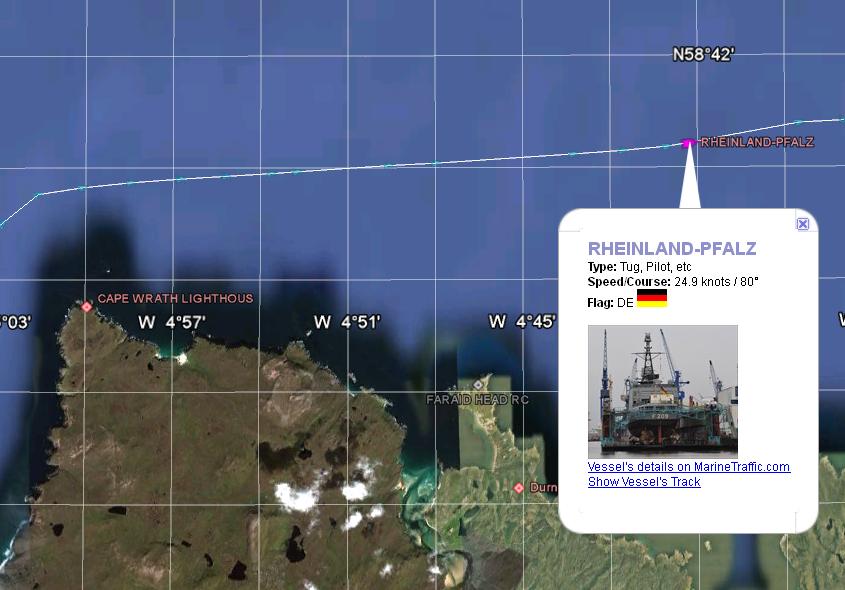 N58°42'
RHEINLAND-PFALZ
RHEINLAND-PFALZ
Type: Tug, Pilot, etc
Speed/Course: 24.9 knots / 80°
Flag: DE
F 209
Vessel's details on MarineTraffic.com
Show Vessel's Track
CAPE WRATH LIGHTHOUS
°03'
W 4°57'
W 4°51'
W 4°45'
W
FARAID HEAD RC
Durn